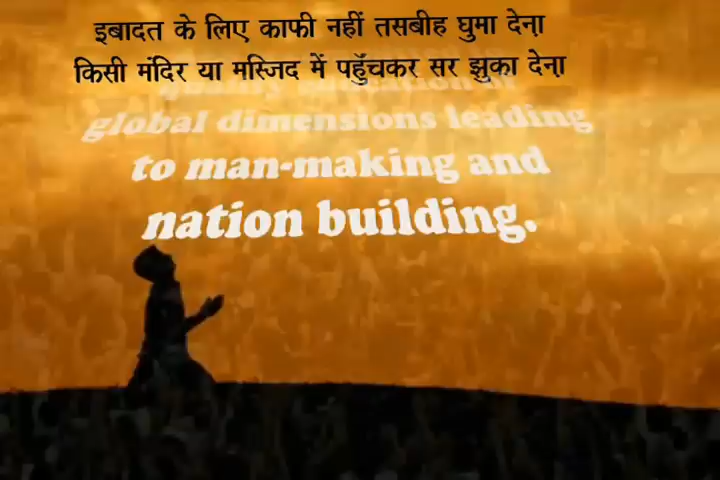 इबादत के लिए काफी नहीं तसबीह घुमा देना
किसी मंदिर या मस्जिद में पहुँचकर सर झुका देना
global dimensions leading
to man-making and
nation building.